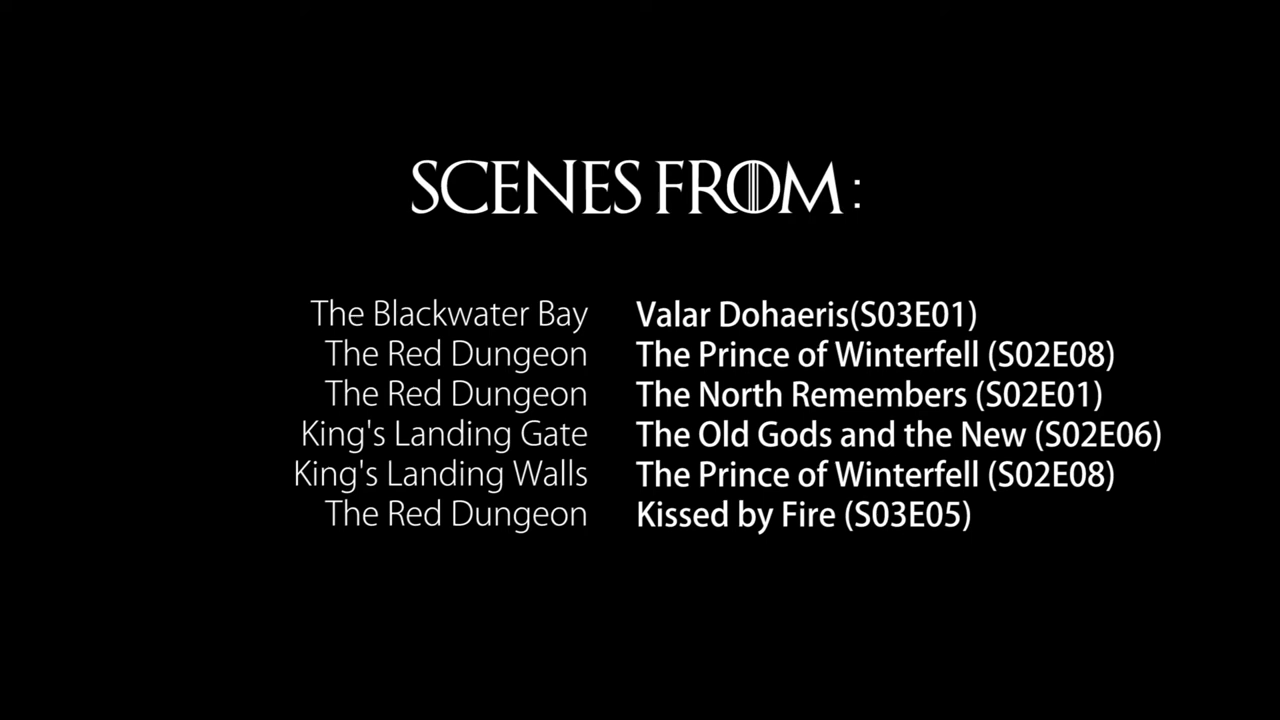 SCENES FROM:
The Blackwater Bay Valar Dohaeris(S03E01)
The Red Dungeon The Prince of Winterfell (S02E08)
The Red Dungeon The North Remembers (S02E01)
King's Landing Gate The Old Gods and the New (S02E06)
King's Landing Walls The Prince of Winterfell (S02E08)
The Red Dungeon Kissed by Fire (S03E05)